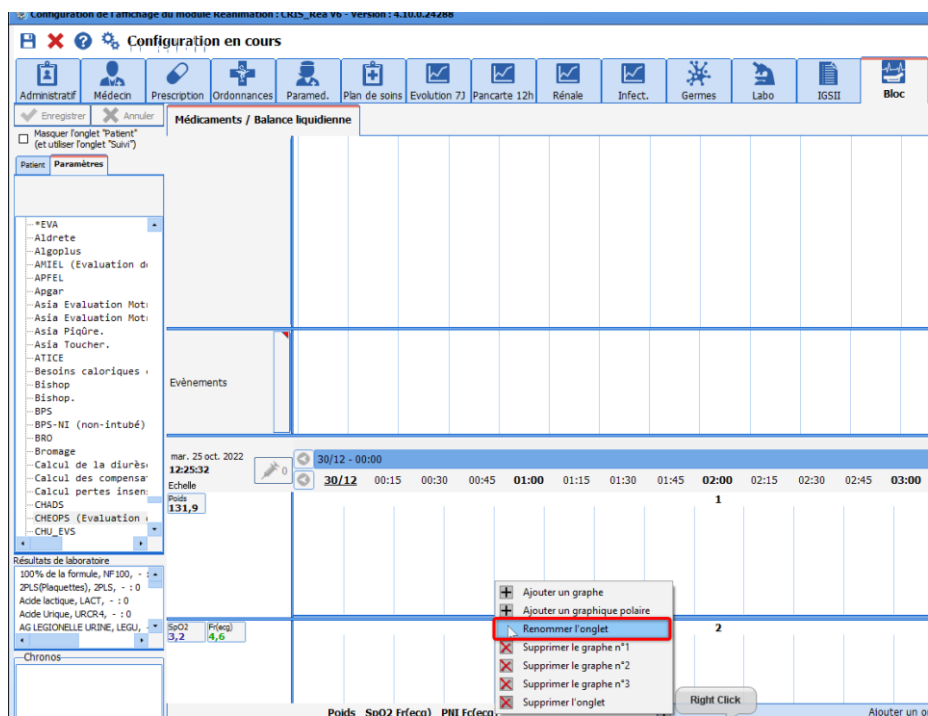 Configuration de l'affichage du module Réanimation : CRIS_Rea V6 - Version : 4.10.0.24288
Configuration en cours
Administratif Médecin Prescription Ordonnances Paramed. Plan de soins Evolution 7J Pancarte 12h Rénale Infect. Germes Labo IGSII Bloc
Enregistrer Annuler
Masquer l'onglet "Patient"
(et utiliser l'onglet "Suivi")
Patient Paramètres
Médicaments / Balance liquidienne
*EVA
Aldrete
Algoplus
AMIEL (Evaluation de
APFEL
Apgar
Asia Evaluation Mot
Asia Evaluation Mot
Asia Piqûre.
Asia Toucher.
ATICE
Besoins caloriques
Bishop
Bishop.
BPS
BPS-NI (non-intubé)
BRO
Bromage
Calcul de la diurès
Calcul des compensa
Calcul pertes insen
CHADS
CHEOPS (Evaluation
CHU_EVS
Résultats de laboratoire
100% de la formule, NF100, - :
2PLS(Plaquettes), 2PLS, - : 0
Acide lactique, LACT, - : 0
Acide Urique, URCR4, - : 0
AG LEGIONELLE URINE, LEGU,
Chronos
Evènements
mar. 25 oct. 2022
12:25:32
Echelle
0
30/12 - 00:00
30/12 00:15 00:30 00:45 01:00 01:15 01:30 01:45 02:00 02:15 02:30 02:45 03:00
Poids
131,9
1
SpO2 Fr(ecg)
3,2 4,6
2
Ajouter un graphe
Ajouter un graphique polaire
Renommer l'onglet
Supprimer le graphe n°1
Supprimer le graphe n°2
Supprimer le graphe n°3
Supprimer l'onglet
Right Click
Poids SpO2 Fr(ecg) PNI Fc(ecg)
Ajouter un